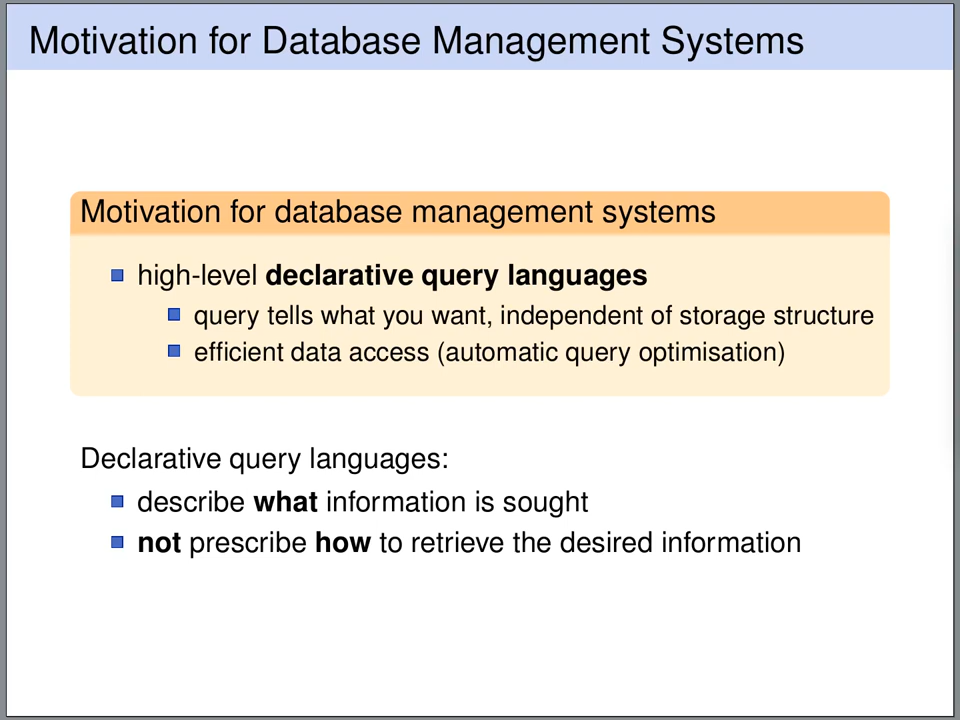 Motivation for Database Management Systems
Motivation for database management systems
high-level declarative query languages
query tells what you want, independent of storage structure
efficient data access (automatic query optimisation)
Declarative query languages:
describe what information is sought
not prescribe how to retrieve the desired information